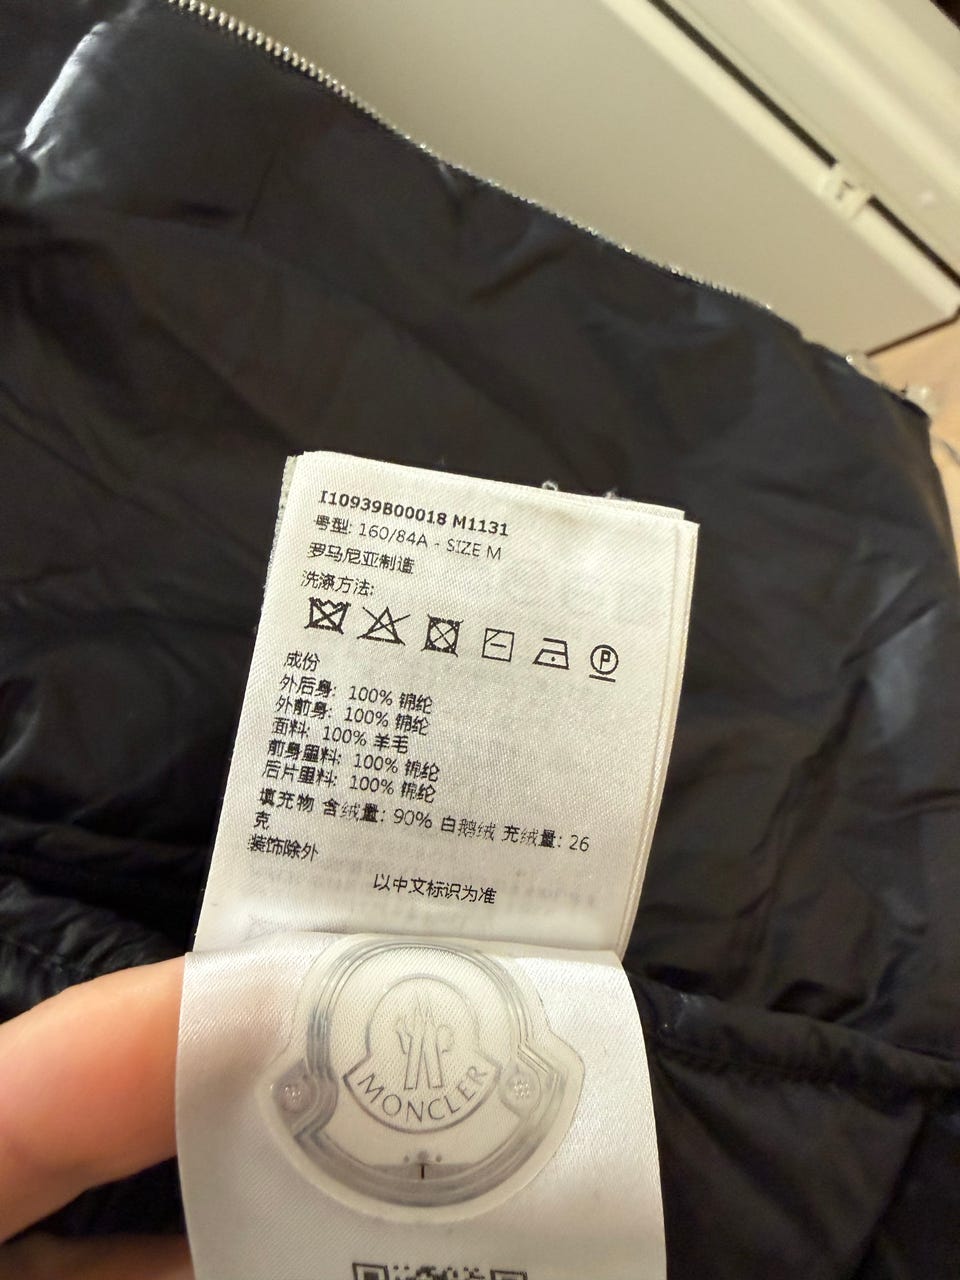 I10939B00018 M1131
号型: 160/84A - SIZE M
罗马尼亚制造
洗涤方法:
P
成份
外后身: 100% 锦纶
外前身: 100% 锦纶
面料: 100% 羊毛
前身里料: 100% 锦纶
后片里料: 100% 锦纶
填充物 含绒量: 90% 白鹅绒 充绒量: 26
克
装饰除外
以中文标识为准
MONCLER